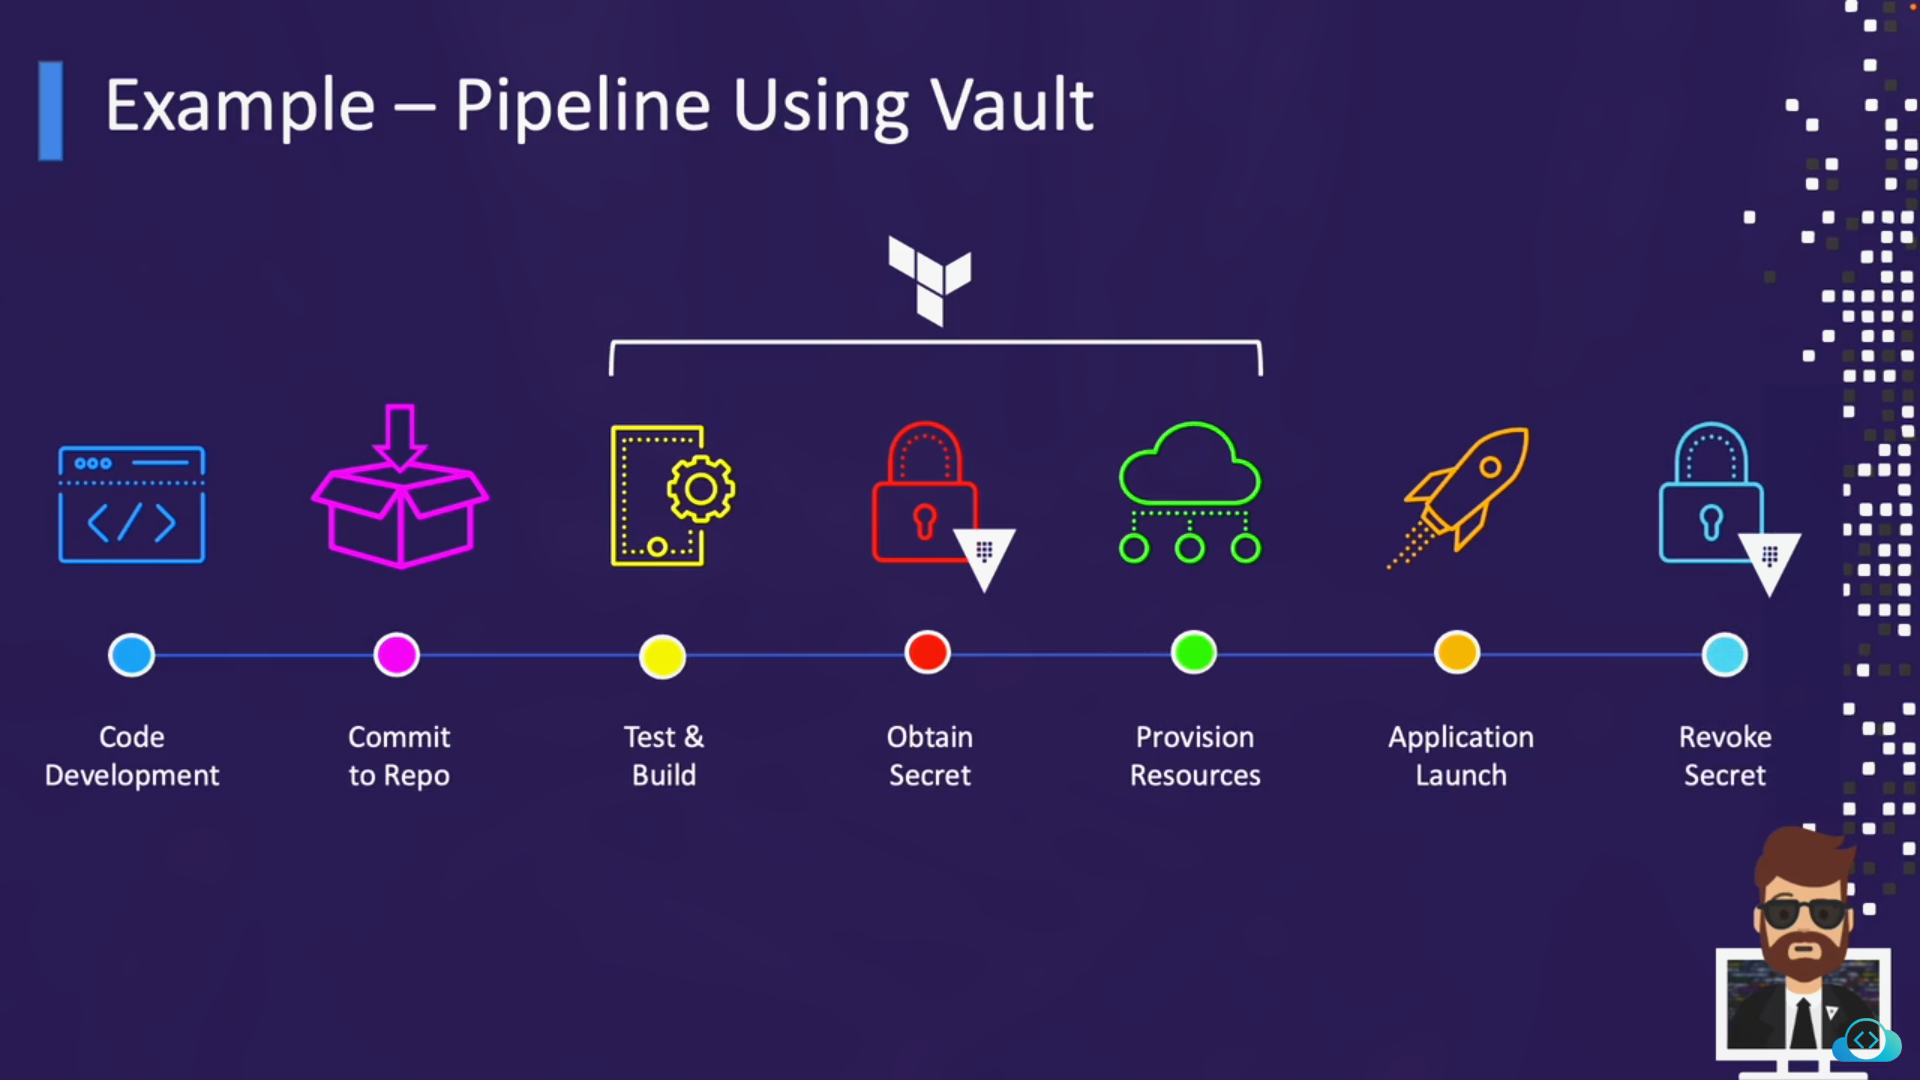 Example – Pipeline Using Vault
Code
Development
Commit
to Repo
Test &
Build
Obtain
Secret
Provision
Resources
Application
Launch
Revoke
Secret